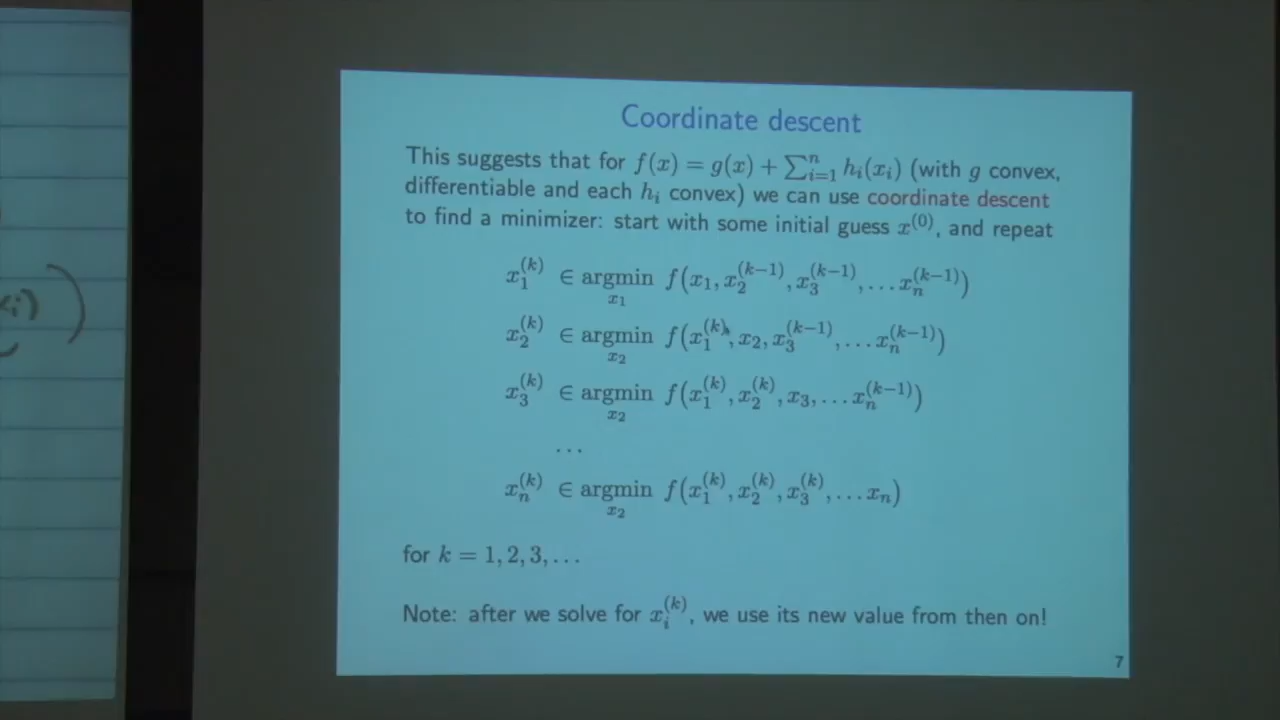 Coordinate descent
This suggests that for f(x) = g(x) + ∑_{i=1}^{n} h_i(x_i) (with g convex,
differentiable and each h_i convex) we can use coordinate descent
to find a minimizer: start with some initial guess x^{(0)}, and repeat
x_1^{(k)} ∈ argmin_{x_1} f(x_1, x_2^{(k−1)}, x_3^{(k−1)}, … x_n^{(k−1)})
x_2^{(k)} ∈ argmin_{x_2} f(x_1^{(k)}, x_2, x_3^{(k−1)}, … x_n^{(k−1)})
x_3^{(k)} ∈ argmin_{x_2} f(x_1^{(k)}, x_2^{(k)}, x_3, … x_n^{(k−1)})
…
x_n^{(k)} ∈ argmin_{x_2} f(x_1^{(k)}, x_2^{(k)}, x_3^{(k)}, … x_n)
for k = 1, 2, 3, …
Note: after we solve for x_i^{(k)}, we use its new value from then on!
7